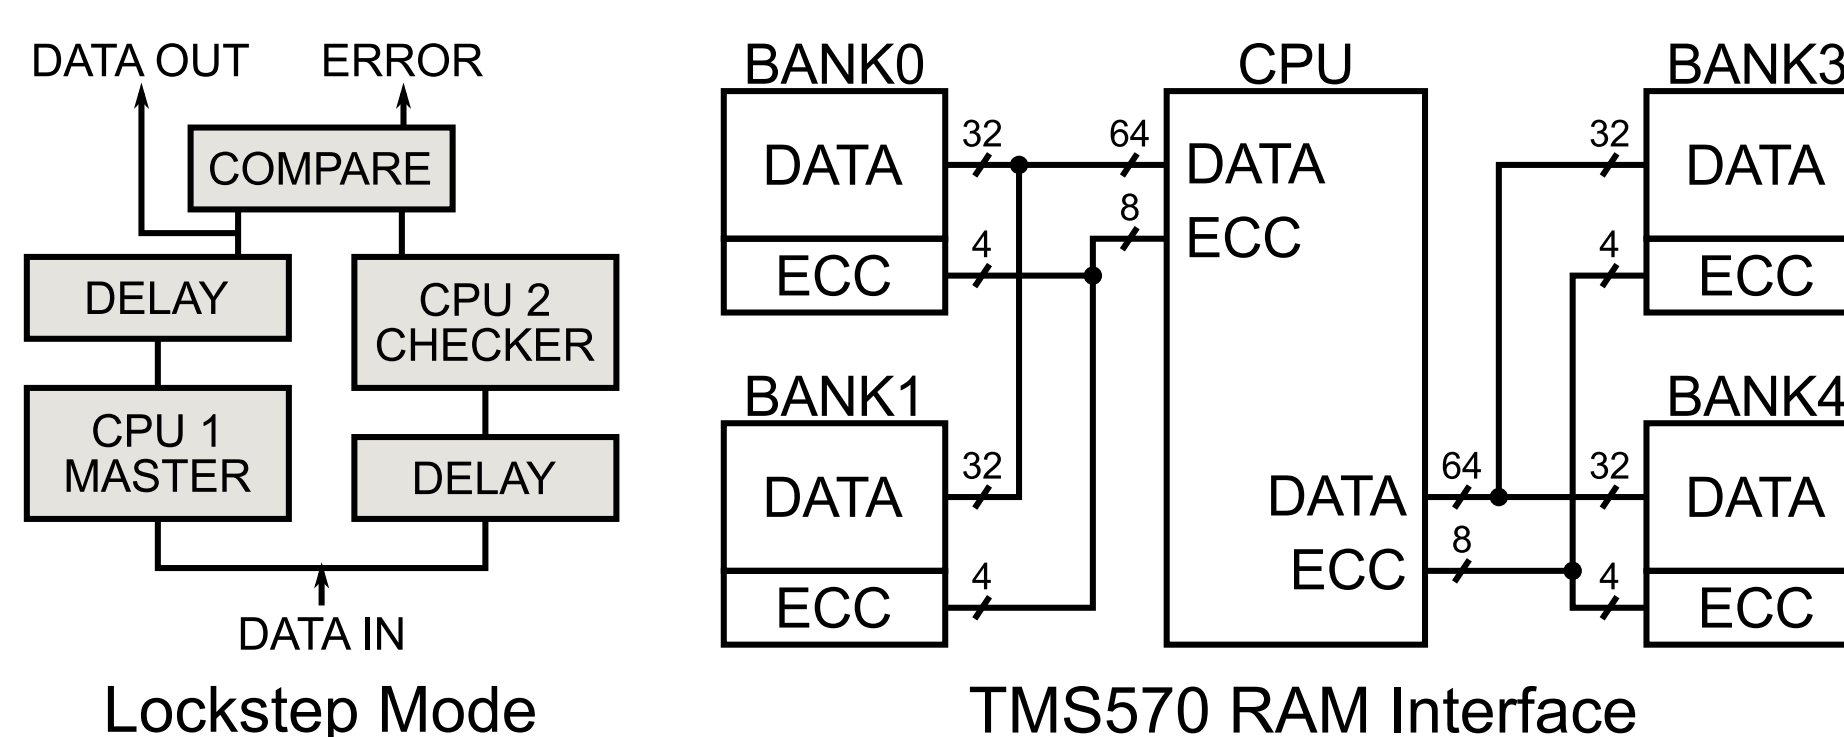 DATA OUT
ERROR
COMPARE
DELAY
CPU 2
CHECKER
CPU 1
MASTER
DELAY
DATA IN
Lockstep Mode
BANK0
DATA
ECC
32
4
BANK1
DATA
ECC
32
4
64
8
CPU
DATA
ECC
DATA
ECC
64
8
BANK3
32
DATA
4
ECC
BANK4
32
DATA
4
ECC
TMS570 RAM Interface